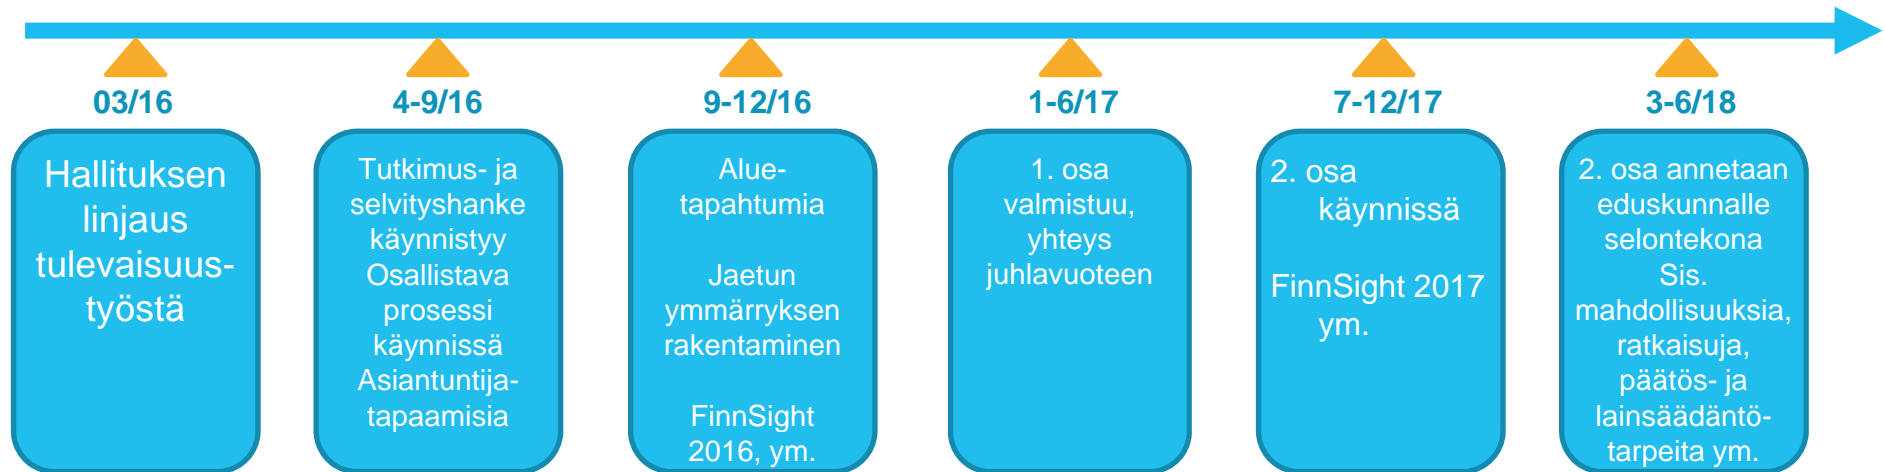 03/16
Hallituksen
linjaus
tulevaisuus-
työstä
4-9/16
Tutkimus- ja
selvityshanke
käynnistyy
Osallistava
prosessi
käynnissä
Asiantuntija-
tapaamisia
9-12/16
Alue-
tapahtumia
Jaetun
ymmärryksen
rakentaminen
FinnSight
2016, ym.
1-6/17
1. osa
valmistuu,
yhteys
juhlavuoteen
7-12/17
2. osa
käynnissä
FinnSight 2017
ym.
3-6/18
2. osa annetaan
eduskunnalle
selontekona
Sis.
mahdollisuuksia,
ratkaisuja,
päätös- ja
lainsäädäntö-
tarpeita ym.